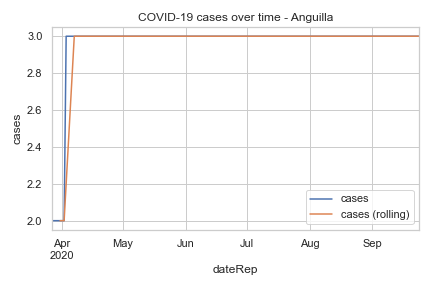 COVID-19 cases over time - Anguilla
3.0
2.8
2.6
2.4
2.2
2.0
cases
cases
cases (rolling)
Apr May Jun Jul Aug Sep
2020
dateRep